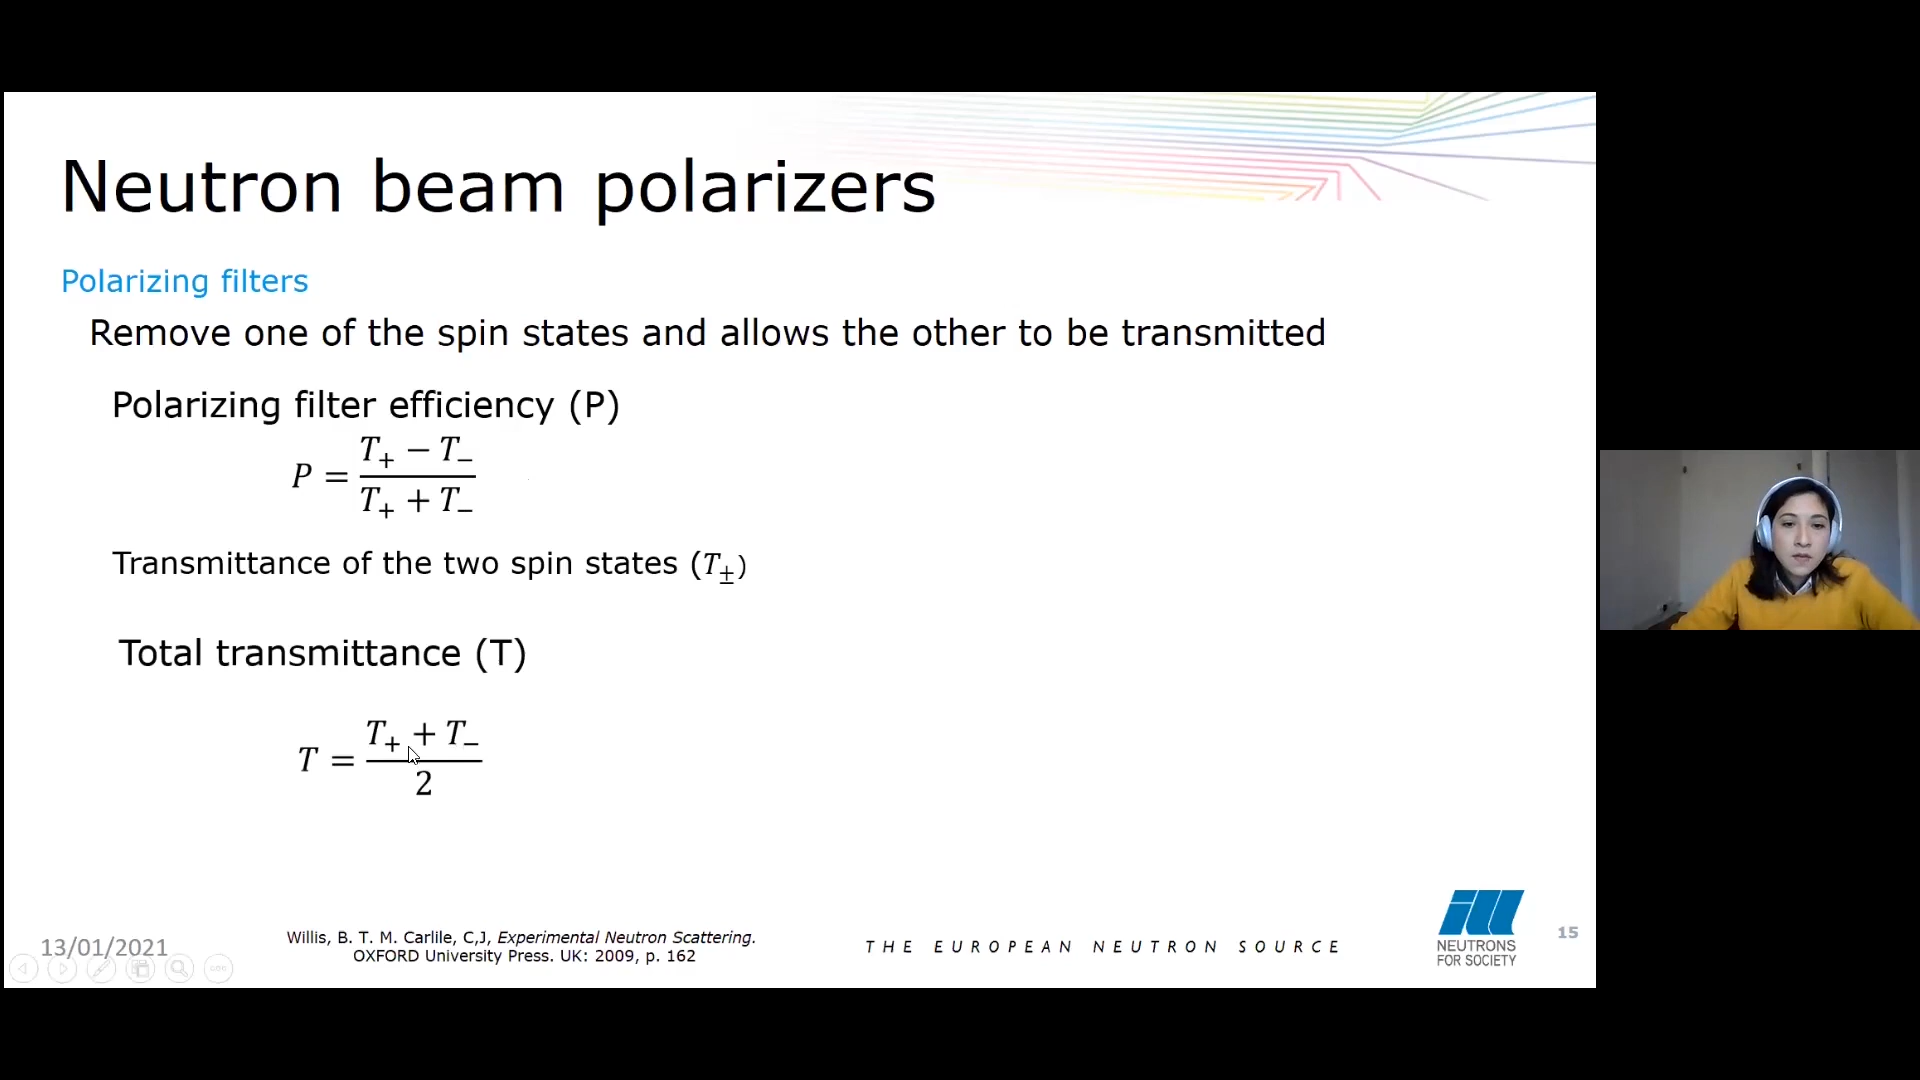 Neutron beam polarizers
Polarizing filters
Remove one of the spin states and allows the other to be transmitted
Polarizing filter efficiency (P)
P = (T₊ − T₋) / (T₊ + T₋)
Transmittance of the two spin states (T±)
Total transmittance (T)
T = (T₊ + T₋) / 2
13/01/2021
Willis, B. T. M. Carlile, C,J, Experimental Neutron Scattering.
OXFORD University Press. UK: 2009, p. 162
THE EUROPEAN NEUTRON SOURCE
ill
NEUTRONS
FOR SOCIETY
15